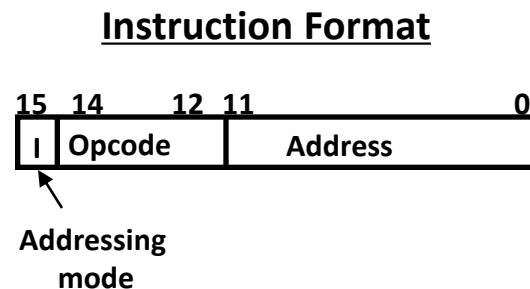 Instruction Format
15 14 12 11 0
I Opcode Address
Addressing
mode